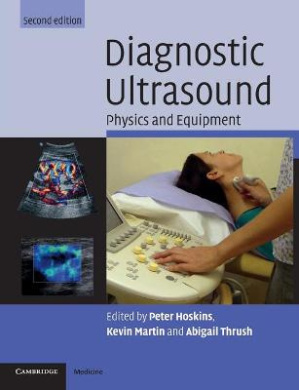 Second edition
Diagnostic
Ultrasound
Physics and Equipment
Edited by Peter Hoskins,
Kevin Martin and Abigail Thrush
CAMBRIDGE
Medicine